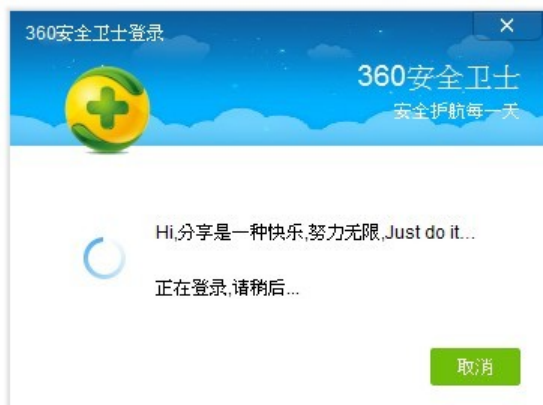 360安全卫士登录
360安全卫士
安全护航每一天
Hi,分享是一种快乐,努力无限,Just do it...
正在登录,请稍后...
取消